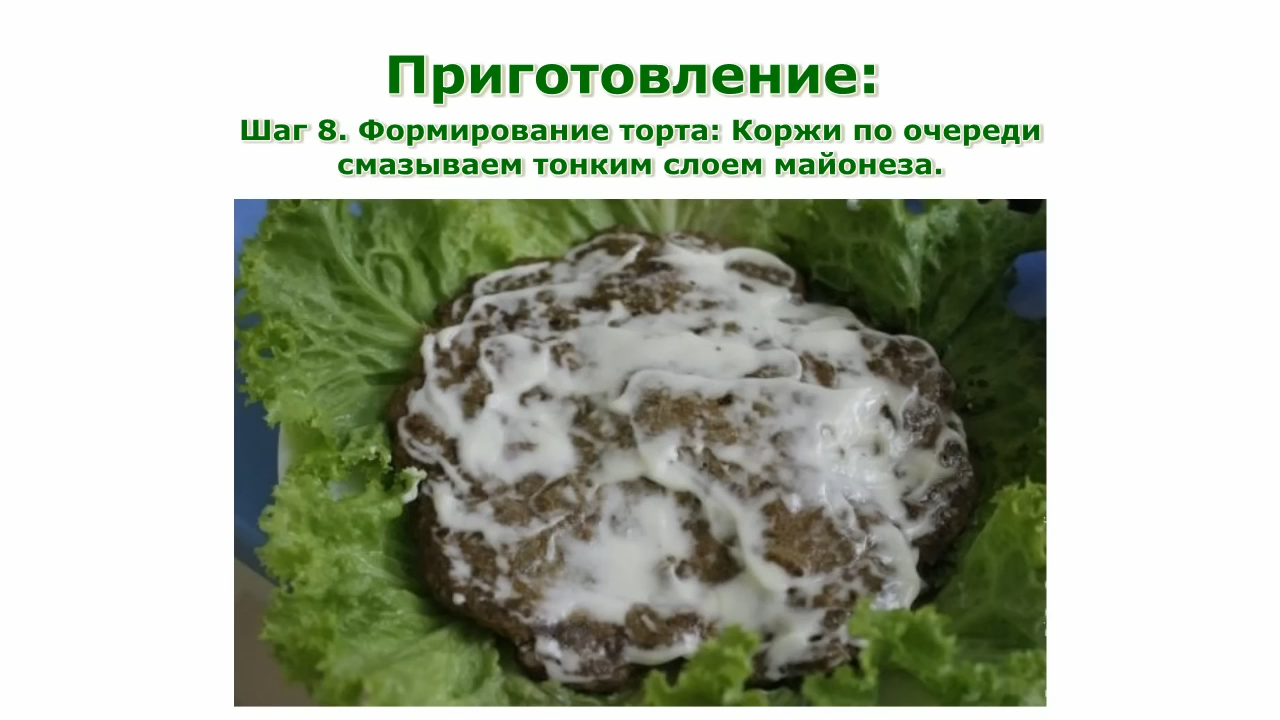 Приготовление:
Шаг 8. Формирование торта: Коржи по очереди
смазываем тонким слоем майонеза.